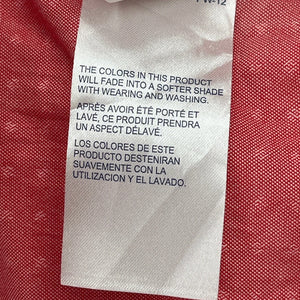 PW-12
THE COLORS IN THIS PRODUCT
WILL FADE INTO A SOFTER SHADE
WITH WEARING AND WASHING.
APRÈS AVOIR ÉTÉ PORTÉ ET
LAVÉ, CE PRODUIT PRENDRA
UN ASPECT DÉLAVÉ.
LOS COLORES DE ESTE
PRODUCTO DESTENIRAN
SUAVEMENTE CON LA
UTILIZACION Y EL LAVADO.